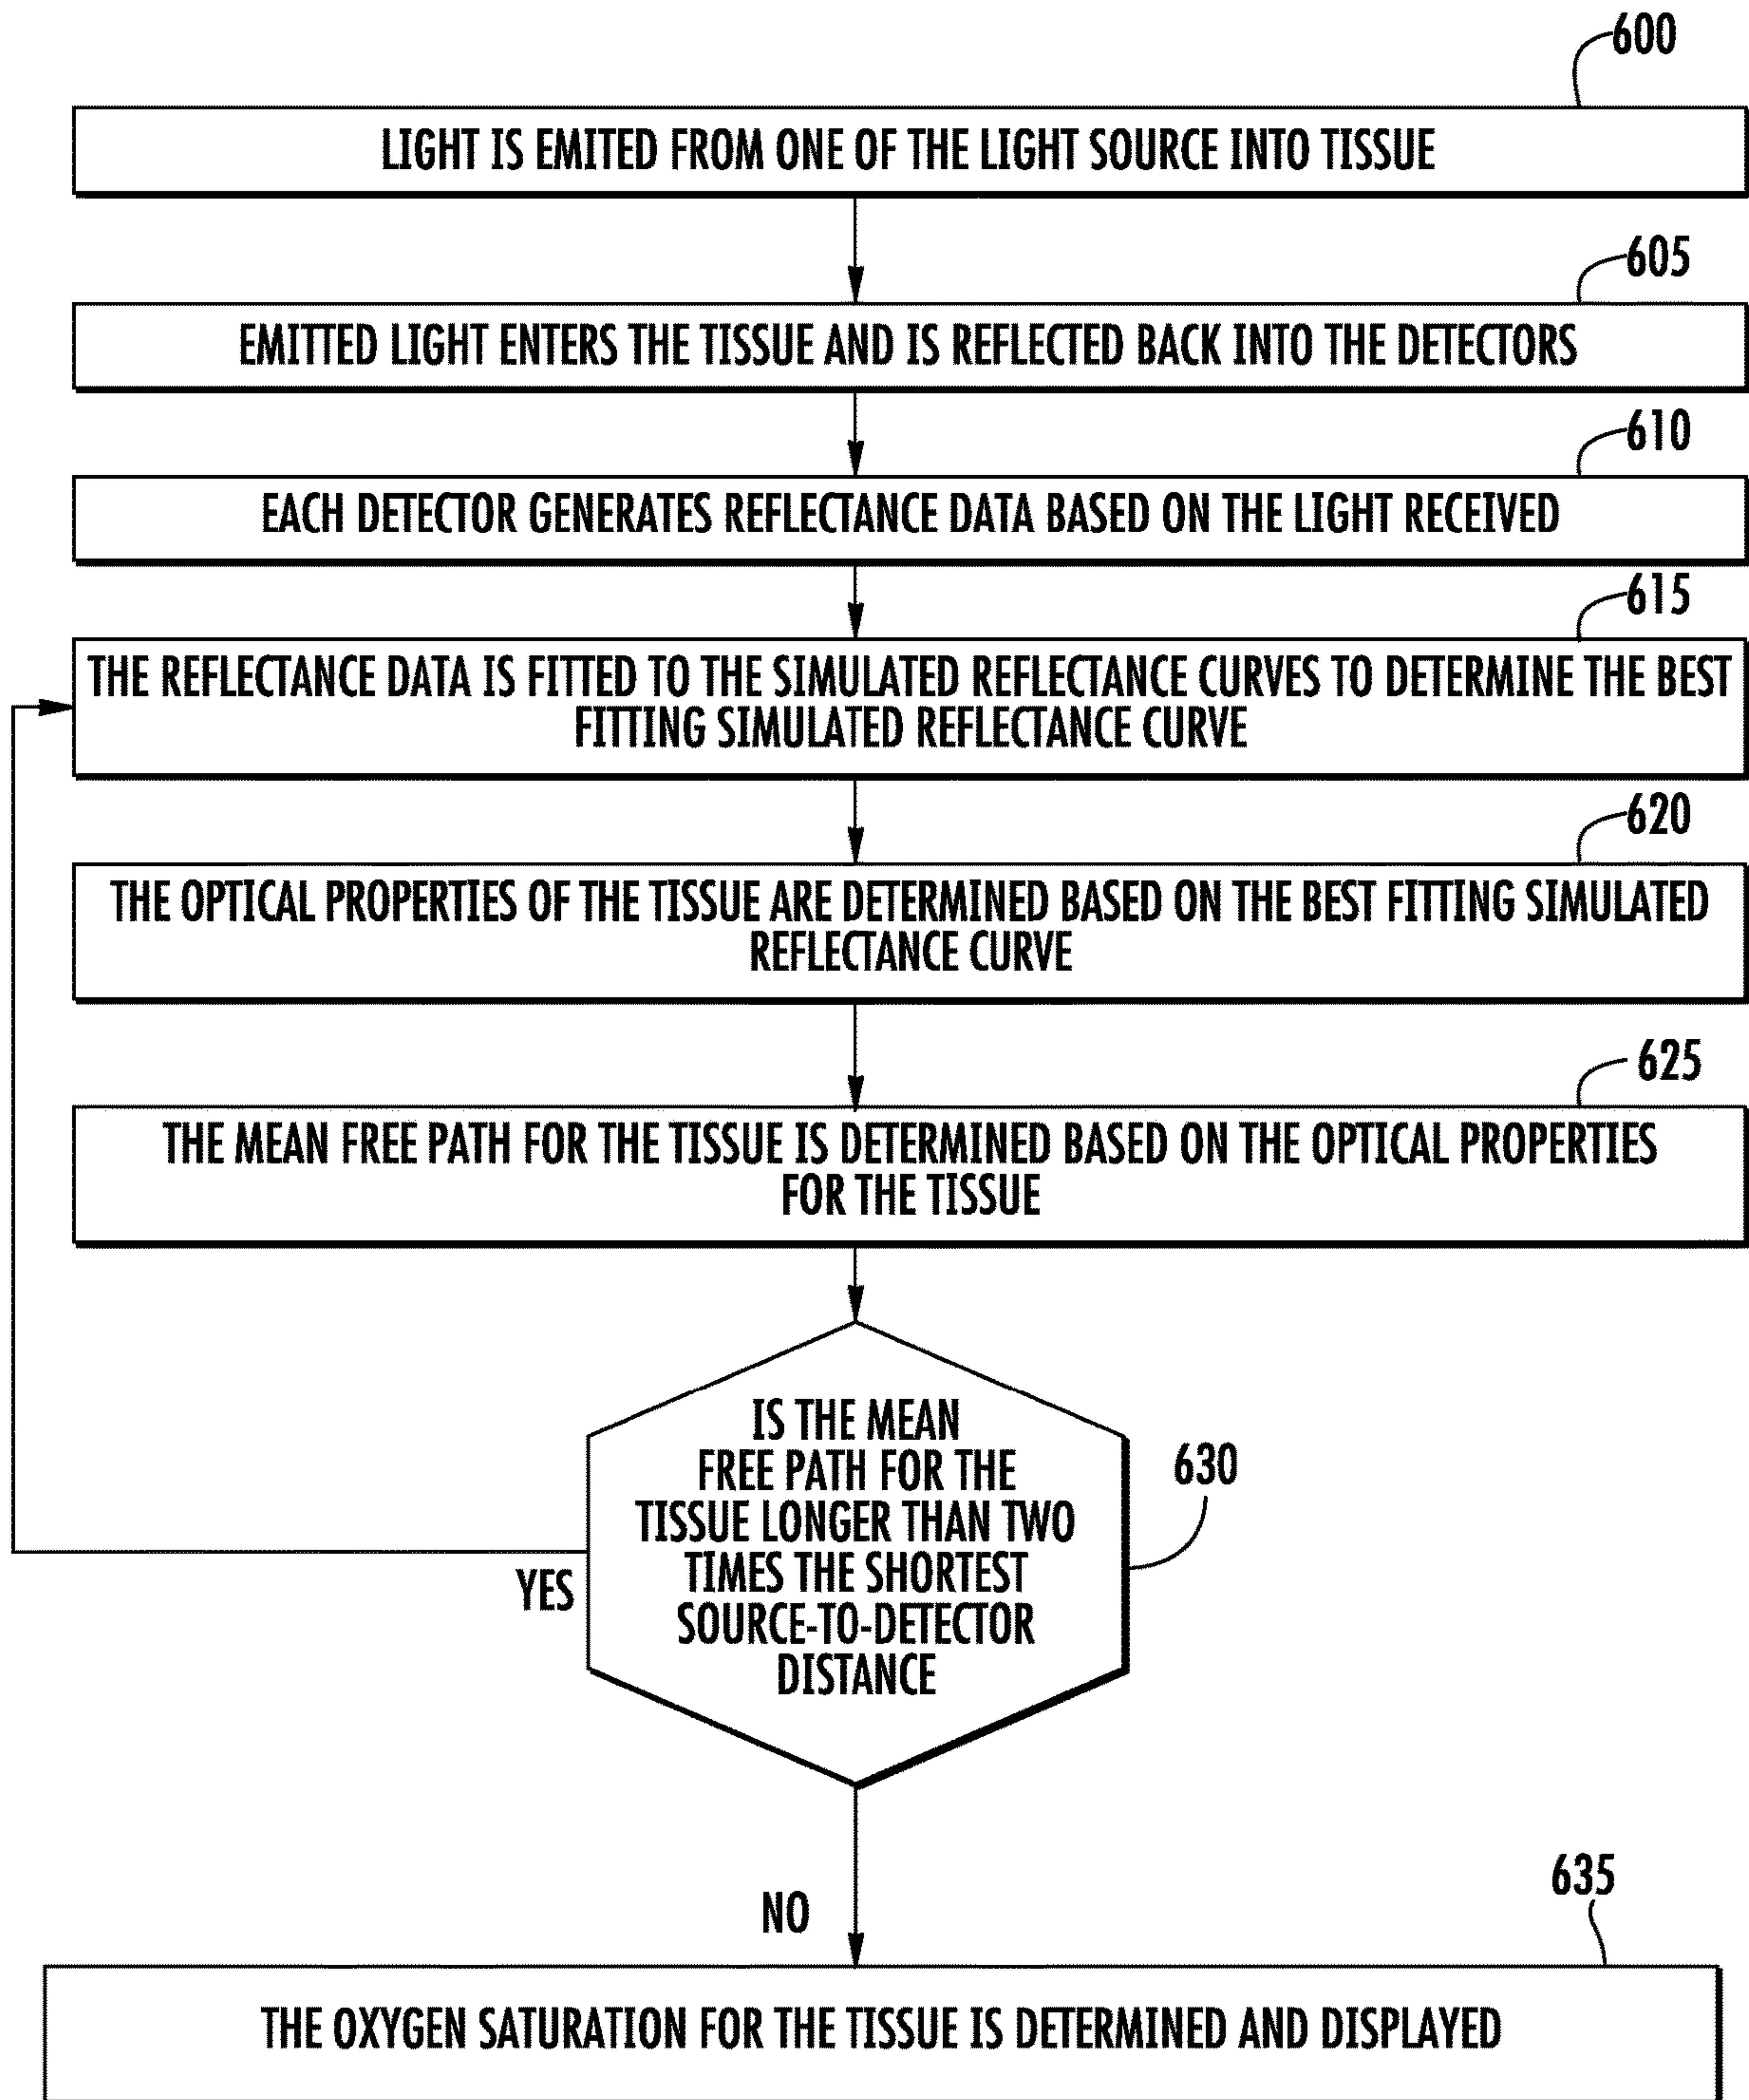 600
LIGHT IS EMITED FROM ONE OF THE LIGHT SOURCE INTO TISSUE
605
EMITTED LIGHT ENTERS THE TISSUE AND IS REFLECTED BACK INTO THE DETECTORS
610
EACH DETECTOR GENERATES REFLECTANCE DATA BASED ON THE LIGHT RECEIVED
615
THE REFLECTANCE DATA IS FITTED TO THE SIMULATED REFLECTANCE CURVES TO DETERMINE THE BEST
FITTING SIMULATED REFLECTANCE CURVE
620
THE OPTICAL PROPERTIES OF THE TISSUE ARE DETERMINED BASED ON THE BEST FITTING SIMULATED
REFLECTANCE CURVE
625
THE MEAN FREE PATH FOR THE TISSUE IS DETERMINED BASED ON THE OPTICAL PROPERTIES
FOR THE TISSUE
IS THE MEAN
FREE PATH FOR THE
TISSUE LONGER THAN TWO
TIMES THE SHORTEST
SOURCE-TO-DETECTOR
DISTANCE
630
YES
NO
635
THE OXYGEN SATURATION FOR THE TISSUE IS DETERMINED AND DISPLAYED